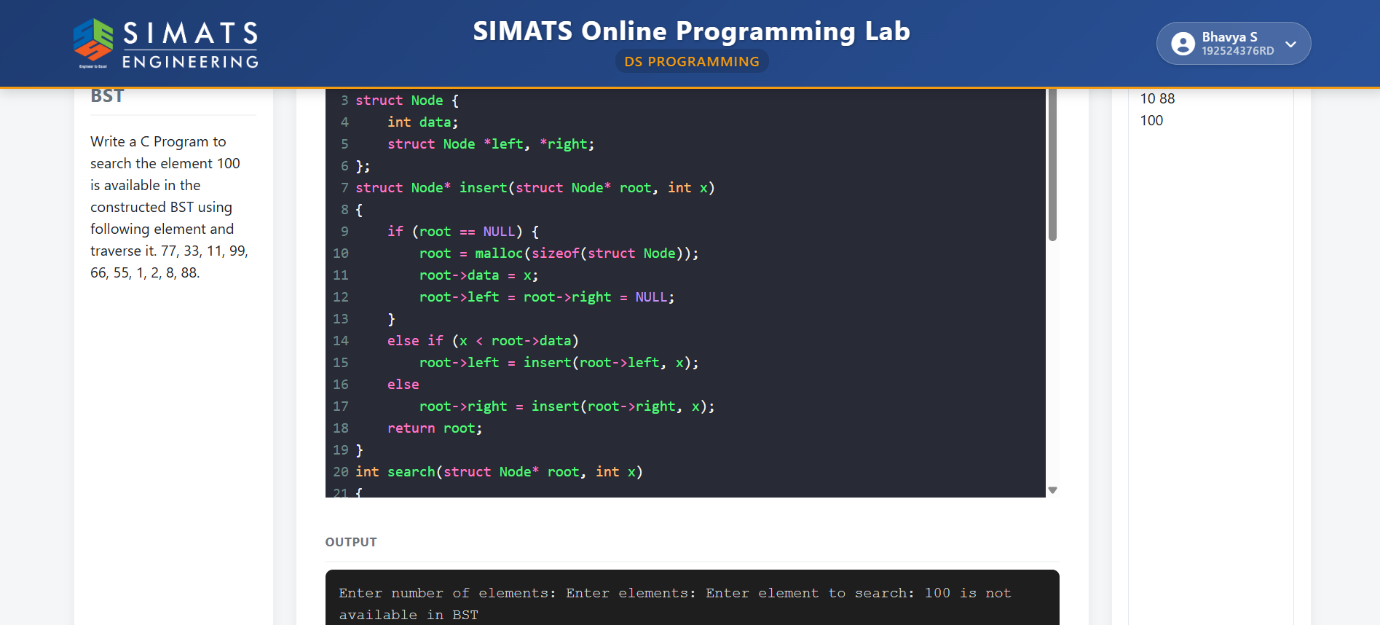 SIMATS
ENGINEERING
Engineer to Excel
SIMATS Online Programming Lab
DS PROGRAMMING
Bhavya S
192524376RD
BST
Write a C Program to
search the element 100
is available in the
constructed BST using
following element and
traverse it. 77, 33, 11, 99,
66, 55, 1, 2, 8, 88.
3 struct Node {
4     int data;
5     struct Node *left, *right;
6 };
7 struct Node* insert(struct Node* root, int x)
8 {
9     if (root == NULL) {
10         root = malloc(sizeof(struct Node));
11         root->data = x;
12         root->left = root->right = NULL;
13     }
14     else if (x < root->data)
15         root->left = insert(root->left, x);
16     else
17         root->right = insert(root->right, x);
18     return root;
19 }
20 int search(struct Node* root, int x)
21 {
OUTPUT
Enter number of elements: Enter elements: Enter element to search: 100 is not
available in BST
10 88
100